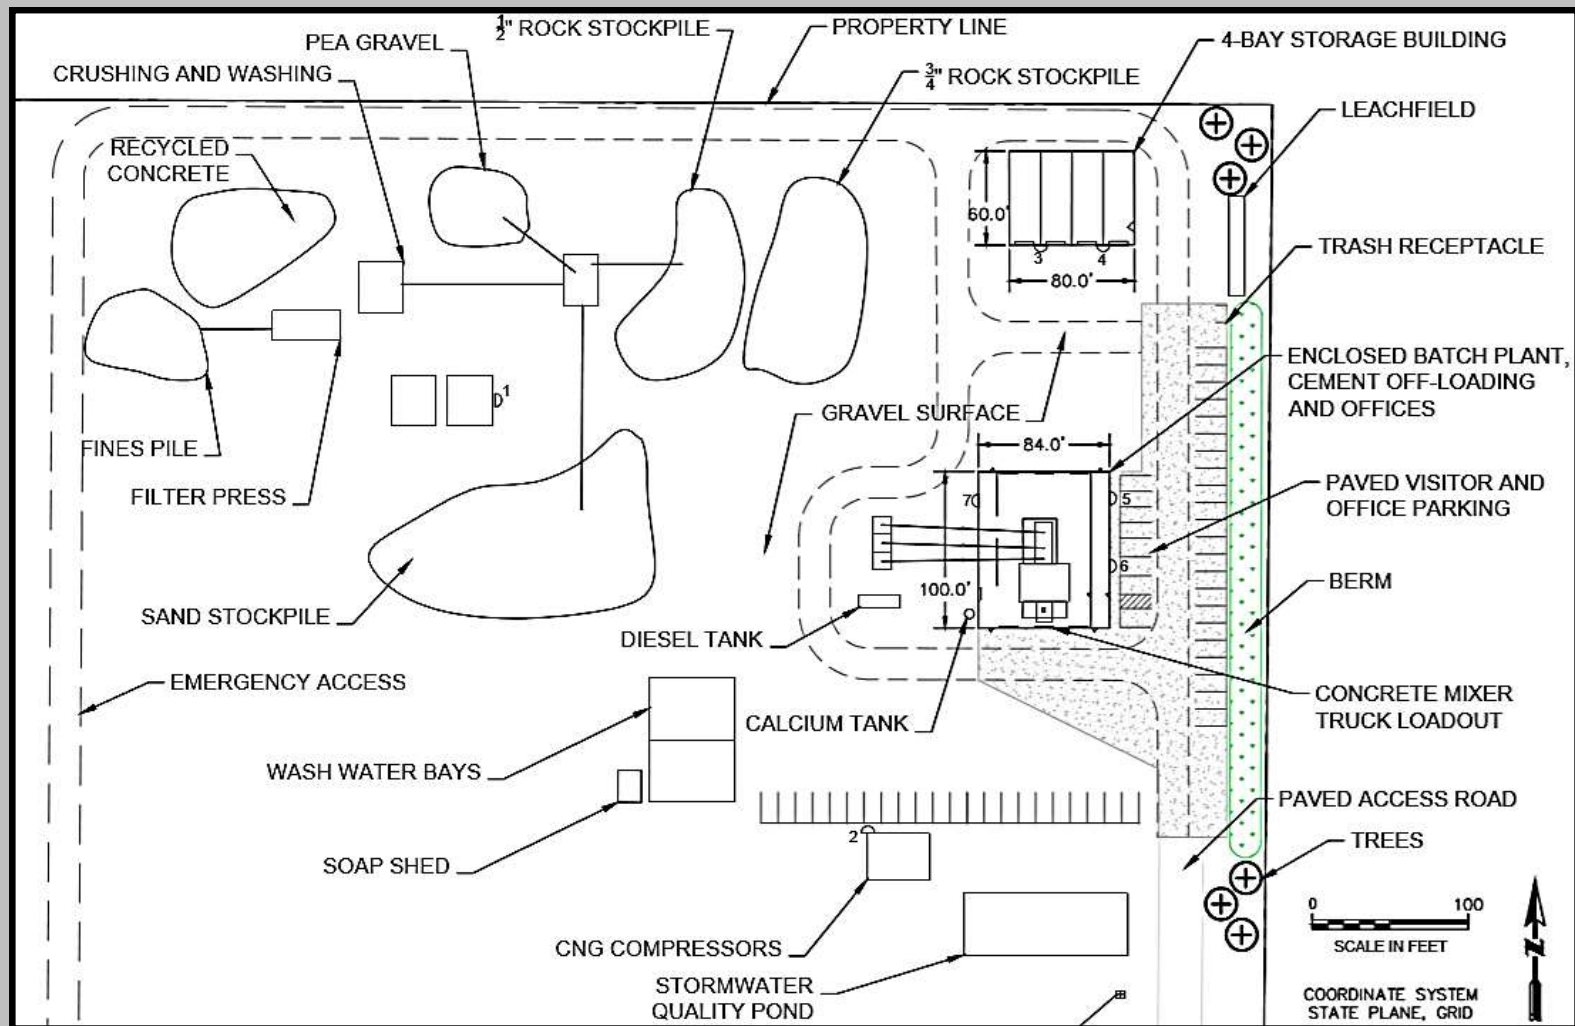 1/2" ROCK STOCKPILE
PROPERTY LINE
PEA GRAVEL
4-BAY STORAGE BUILDING
CRUSHING AND WASHING
3/4" ROCK STOCKPILE
LEACHFIELD
RECYCLED
CONCRETE
60.0'
3
4
80.0'
TRASH RECEPTACLE
ENCLOSED BATCH PLANT,
CEMENT OFF-LOADING
AND OFFICES
1
GRAVEL SURFACE
84.0'
FINES PILE
FILTER PRESS
7
5
PAVED VISITOR AND
OFFICE PARKING
6
100.0'
BERM
SAND STOCKPILE
DIESEL TANK
EMERGENCY ACCESS
CONCRETE MIXER
TRUCK LOADOUT
CALCIUM TANK
WASH WATER BAYS
PAVED ACCESS ROAD
2
TREES
SOAP SHED
0
100
SCALE IN FEET
N
CNG COMPRESSORS
STORMWATER
QUALITY POND
COORDINATE SYSTEM
STATE PLANE, GRID